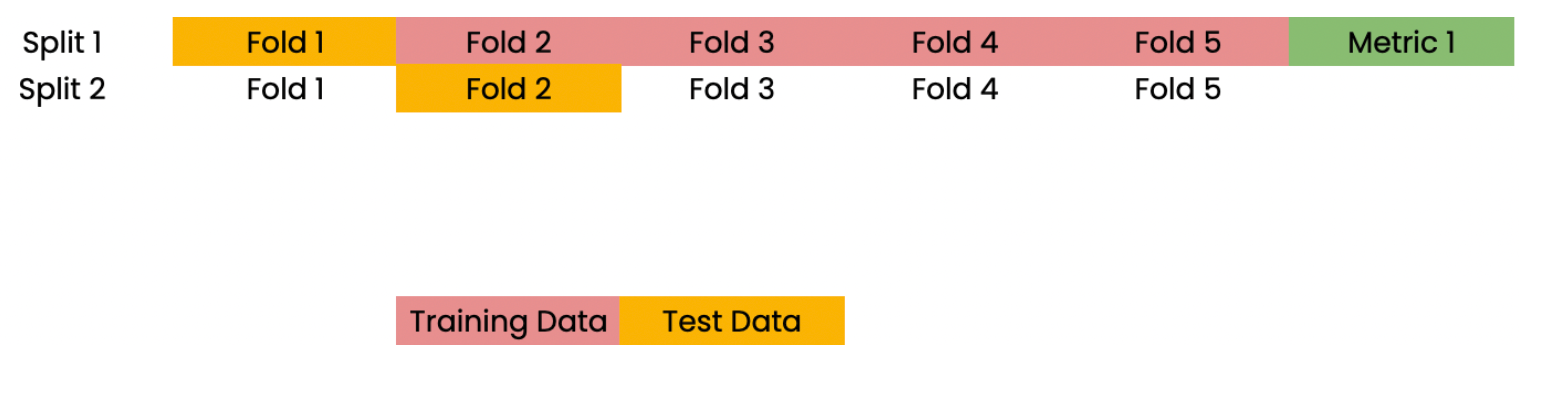 Split 1 Fold 1 Fold 2 Fold 3 Fold 4 Fold 5 Metric 1
Split 2 Fold 1 Fold 2 Fold 3 Fold 4 Fold 5
Training Data Test Data